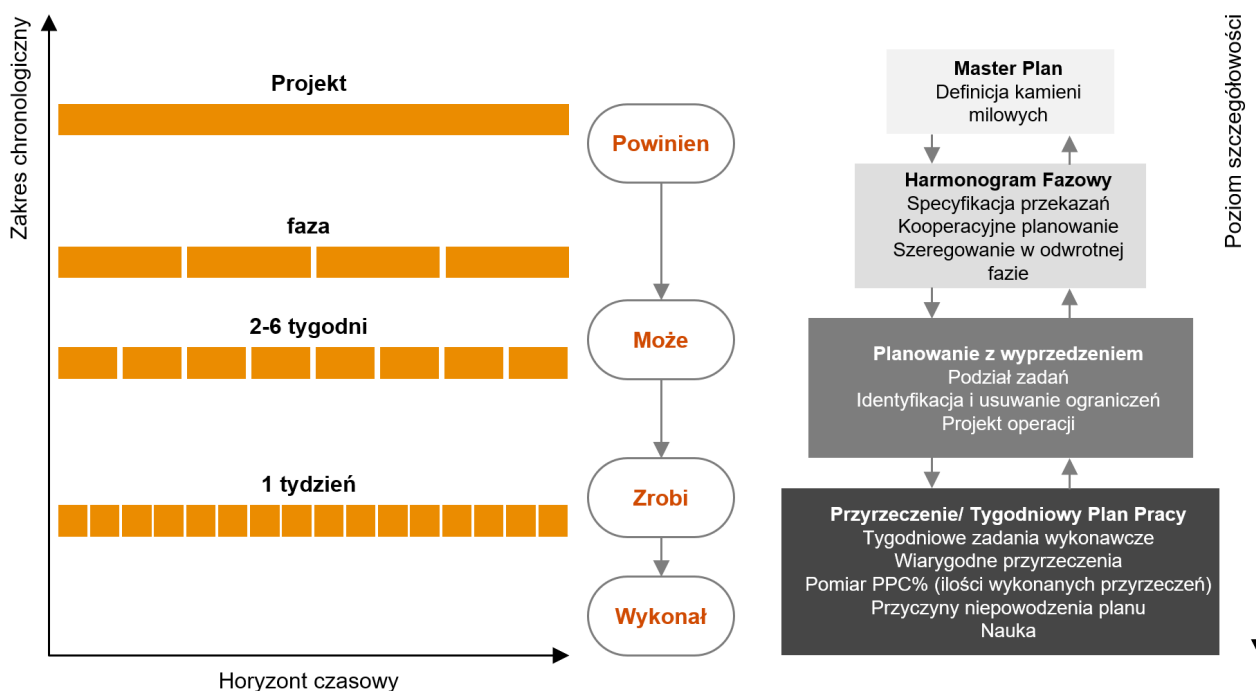 Zakres chronologiczny
Projekt
faza
2-6 tygodni
1 tydzień
Horyzont czasowy
Powinien
Może
Zrobi
Wykonał
Master Plan
Definicja kamieni
milowych
Harmonogram Fazowy
Specyfikacja przekazań
Kooperacyjne planowanie
Szeregowanie w odwrotnej
fazie
Planowanie z wyprzedzeniem
Podział zadań
Identyfikacja i usuwanie ograniczeń
Projekt operacji
Przyrzeczenie/ Tygodniowy Plan Pracy
Tygodniowe zadania wykonawcze
Wiarygodne przyrzeczenia
Pomiar PPC% (ilości wykonanych przyrzeczeń)
Przyczyny niepowodzenia planu
Nauka
Poziom szczegółowości